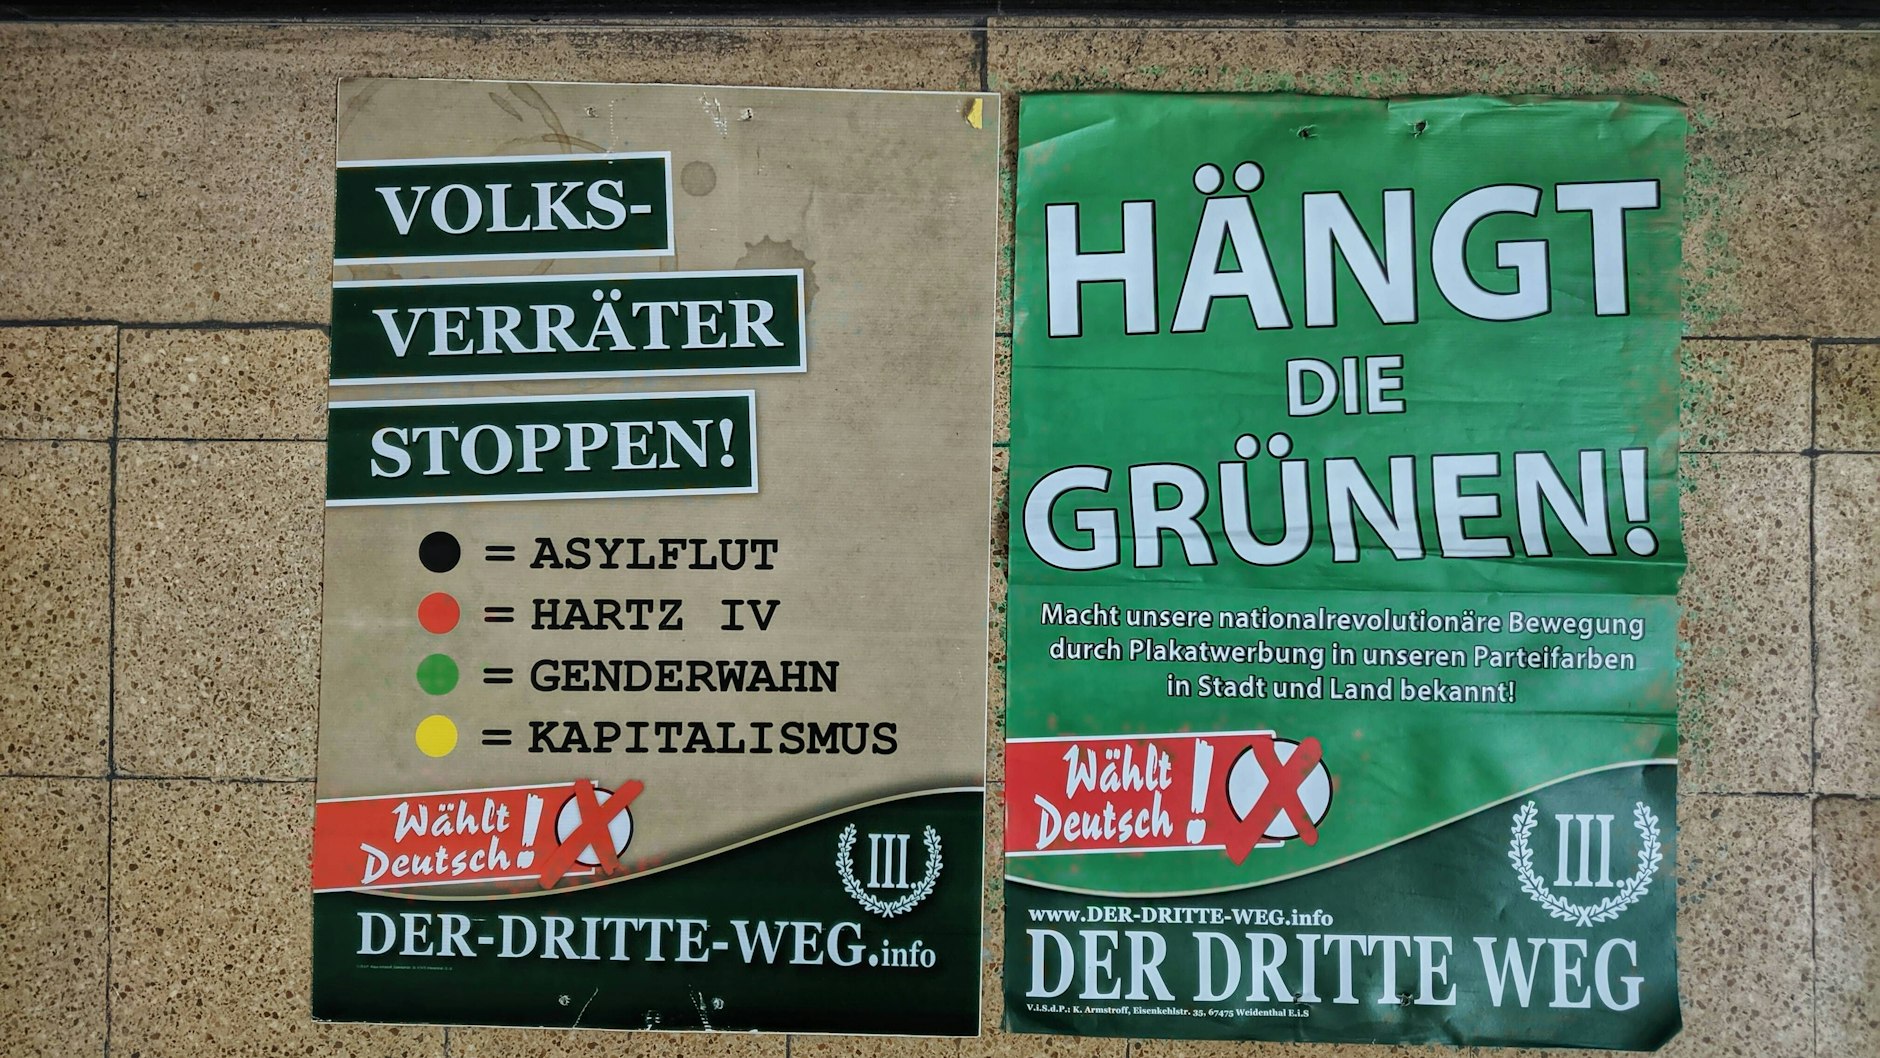 VOLKS-
VERRÄTER
STOPPEN!
= ASYLFLUT
= HARTZ IV
= GENDERWAHN
= KAPITALISMUS
Wählt
Deutsch!
III.
DER-DRITTE-WEG.info
HÄNGT
DIE
GRÜNEN!
Macht unsere nationalrevolutionäre Bewegung
durch Plakatwerbung in unseren Parteifarben
in Stadt und Land bekannt!
Wählt
Deutsch!
III.
www.DER-DRITTE-WEG.info
DER DRITTE WEG
V.i.S.d.P.: K. Armstroff, Eisenkehlstr. 35, 67475 Weidenthal E.i.S